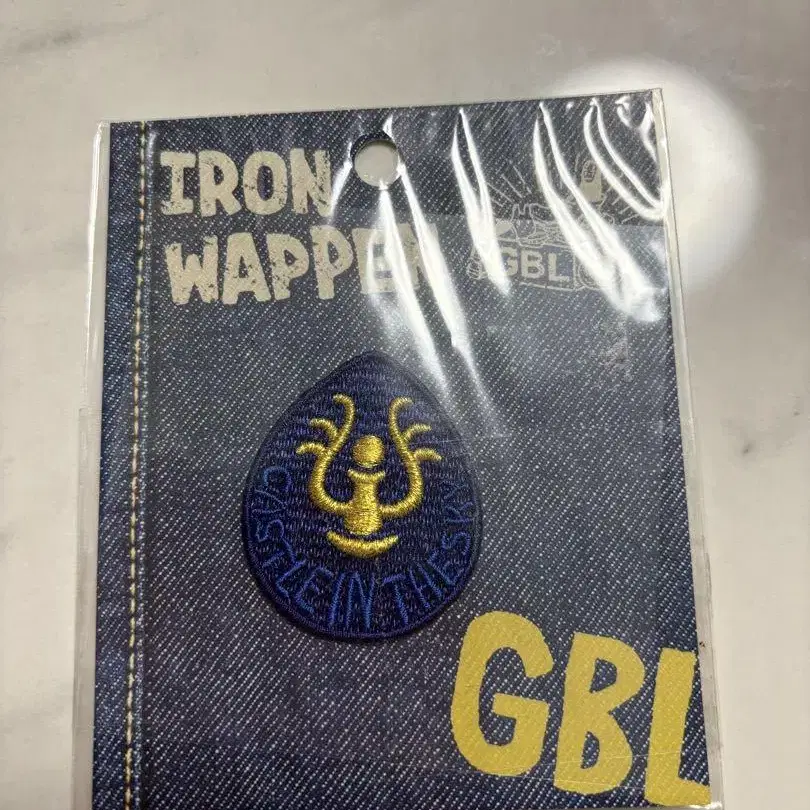 IRON
WAPPEN
GBL
CASTLE IN THE SKY
GBL